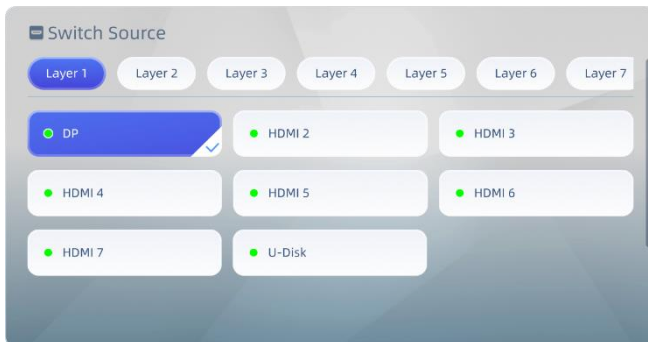 Switch Source
Layer 1 Layer 2 Layer 3 Layer 4 Layer 5 Layer 6 Layer 7
DP HDMI 2 HDMI 3
HDMI 4 HDMI 5 HDMI 6
HDMI 7 U-Disk